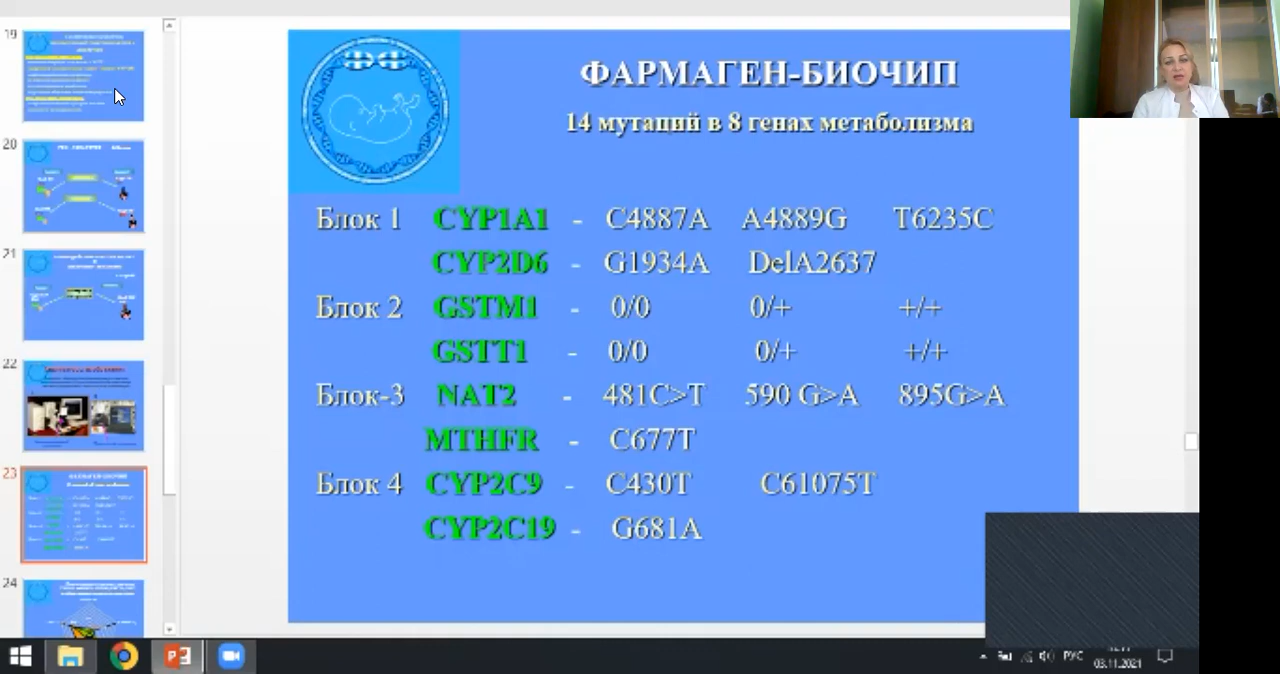 ФАРМАГЕН-БИОЧИП
14 мутаций в 8 генах метаболизма
Блок 1 CYP1A1 - C4887A A4889G T6235C
CYP2D6 - G1934A DelA2637
Блок 2 GSTM1 - 0/0 0/+ +/+
GSTT1 - 0/0 0/+ +/+
Блок-3 NAT2 - 481C>T 590 G>A 895G>A
MTHFR - C677T
Блок 4 CYP2C9 - C430T C61075T
CYP2C19 - G681A
19
20
21
22
23
24
РУС
03.11.2021